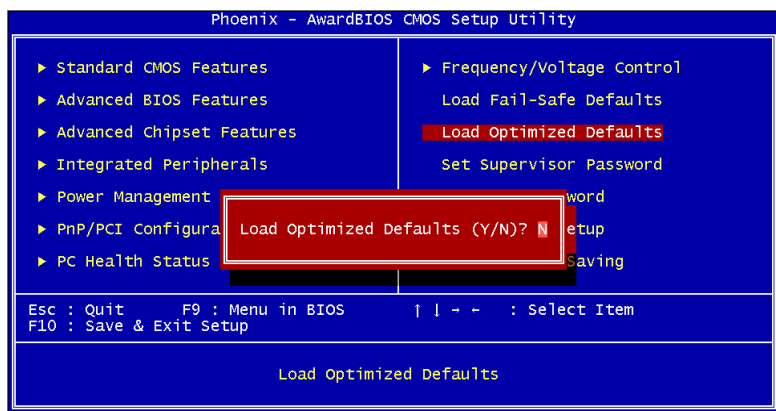 Phoenix - AwardBIOS CMOS Setup Utility
▶ Standard CMOS Features
▶ Advanced BIOS Features
▶ Advanced Chipset Features
▶ Integrated Peripherals
▶ Power Management
▶ PnP/PCI Configura
▶ PC Health Status
▶ Frequency/Voltage Control
Load Fail-Safe Defaults
Load Optimized Defaults
Set Supervisor Password
word
etup
Saving
Load Optimized Defaults (Y/N)? N
Esc : Quit F9 : Menu in BIOS ↑ ↓ → ← : Select Item
F10 : Save & Exit Setup
Load Optimized Defaults